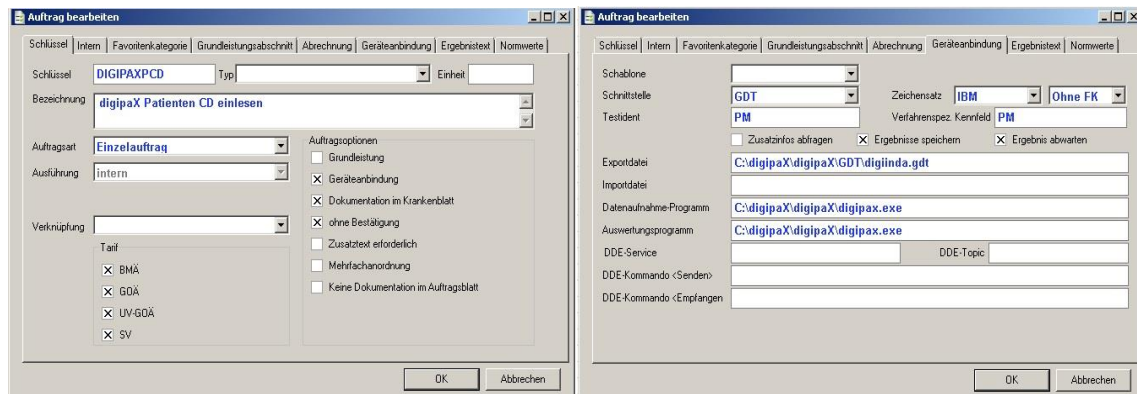 Auftrag bearbeiten
Schlüssel Intern Favoritenkategorie Grundleistungsabschnitt Abrechnung Geräteanbindung Ergebnistext Normwerte
Schlüssel DIGIPAXPCD Typ Einheit
Bezeichnung digipaX Patienten CD einlesen
Auftragsart Einzelauftrag
Ausführung intern
Verknüpfung
Tarif
BMÄ
GOÄ
UV-GOÄ
SV
Auftragsoptionen
Grundleistung
Geräteanbindung
Dokumentation im Krankenblatt
ohne Bestätigung
Zusatztext erforderlich
Mehrfachanordnung
Keine Dokumentation im Auftragsblatt
OK Abbrechen
Auftrag bearbeiten
Schlüssel Intern Favoritenkategorie Grundleistungsabschnitt Abrechnung Geräteanbindung Ergebnistext Normwerte
Schablone
Schnittstelle GDT Zeichensatz IBM Ohne FK
Testident PM Verfahrenspez. Kennfeld PM
Zusatzinfos abfragen Ergebnisse speichern Ergebnis abwarten
Exportdatei C:\digipaX\digipaX\GDT\digiinda.gdt
Importdatei
Datenaufnahme-Programm C:\digipaX\digipaX\digipax.exe
Auswertungsprogramm C:\digipaX\digipaX\digipax.exe
DDE-Service DDE-Topic
DDE-Kommando <Senden>
DDE-Kommando <Empfangen
OK Abbrechen